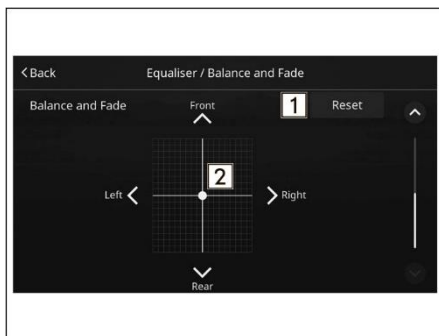 < Back Equaliser / Balance and Fade
Balance and Fade Front 1 Reset
2
Left Right
Rear